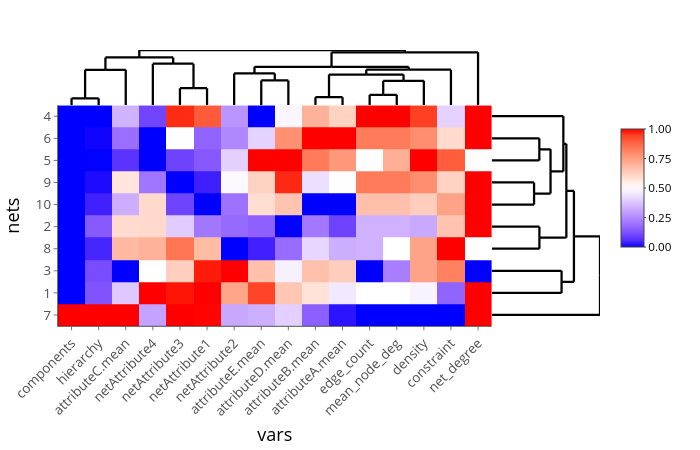 4
6
5
9
10
2
8
3
1
7
nets
components
hierarchy
attributeC.mean
netAttribute4
netAttribute3
netAttribute1
netAttribute2
attributeE.mean
attributeD.mean
attributeB.mean
attributeA.mean
edge_count
mean_node_deg
density
constraint
net_degree
vars
1.00
0.75
0.50
0.25
0.00